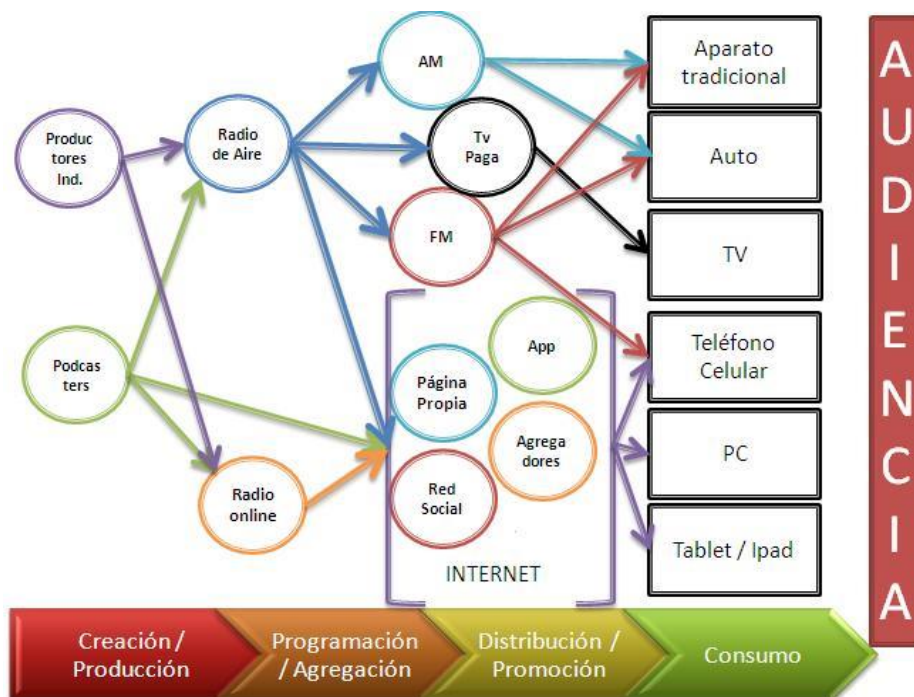 Produc
tores
Ind.
Podcas
ters
Radio
de Aire
Radio
online
AM
Tv
Paga
FM
App
Página
Propia
Agrega
dores
Red
Social
INTERNET
Aparato
tradicional
Auto
TV
Teléfono
Celular
PC
Tablet / Ipad
AUDIENCIA
Creación /
Producción
Programación
/ Agregación
Distribución /
Promoción
Consumo